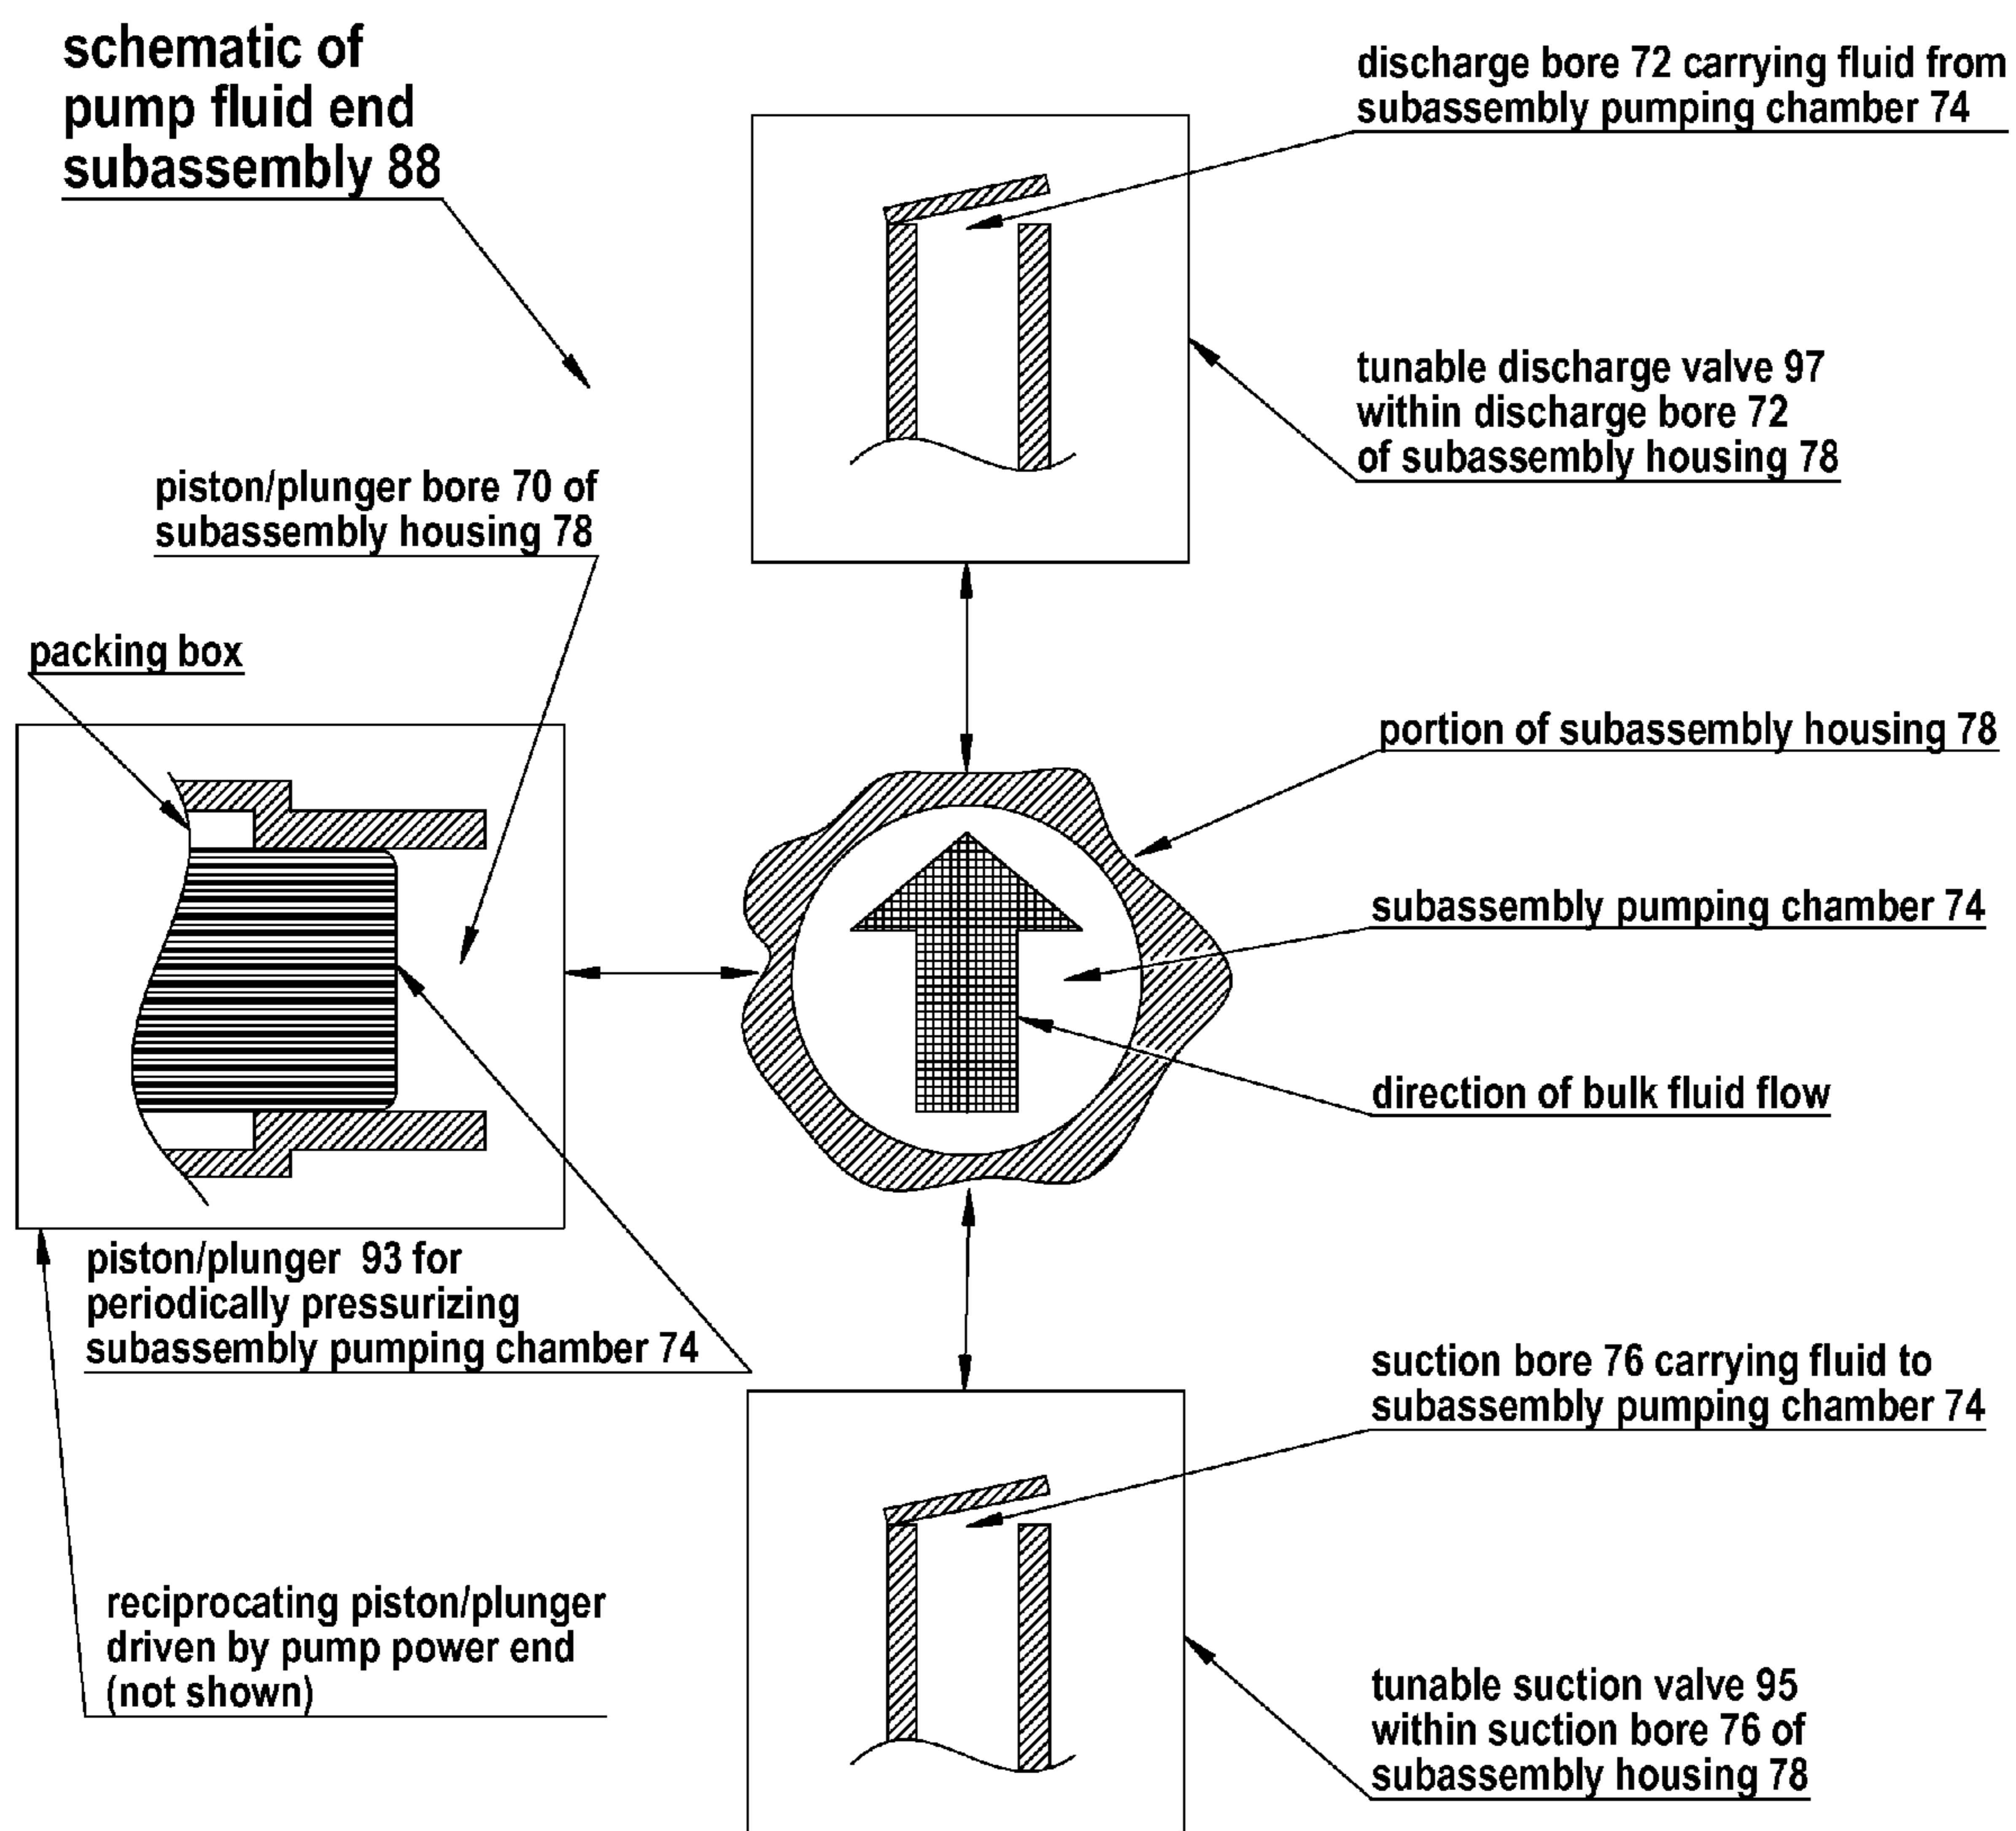 schematic of
pump fluid end
subassembly 88
discharge bore 72 carrying fluid from
subassembly pumping chamber 74
tunable discharge valve 97
within discharge bore 72
of subassembly housing 78
piston/plunger bore 70 of
subassembly housing 78
packing box
portion of subassembly housing 78
subassembly pumping chamber 74
direction of bulk fluid flow
piston/plunger 93 for
periodically pressurizing
subassembly pumping chamber 74
suction bore 76 carrying fluid to
subassembly pumping chamber 74
reciprocating piston/plunger
driven by pump power end
(not shown)
tunable suction valve 95
within suction bore 76 of
subassembly housing 78